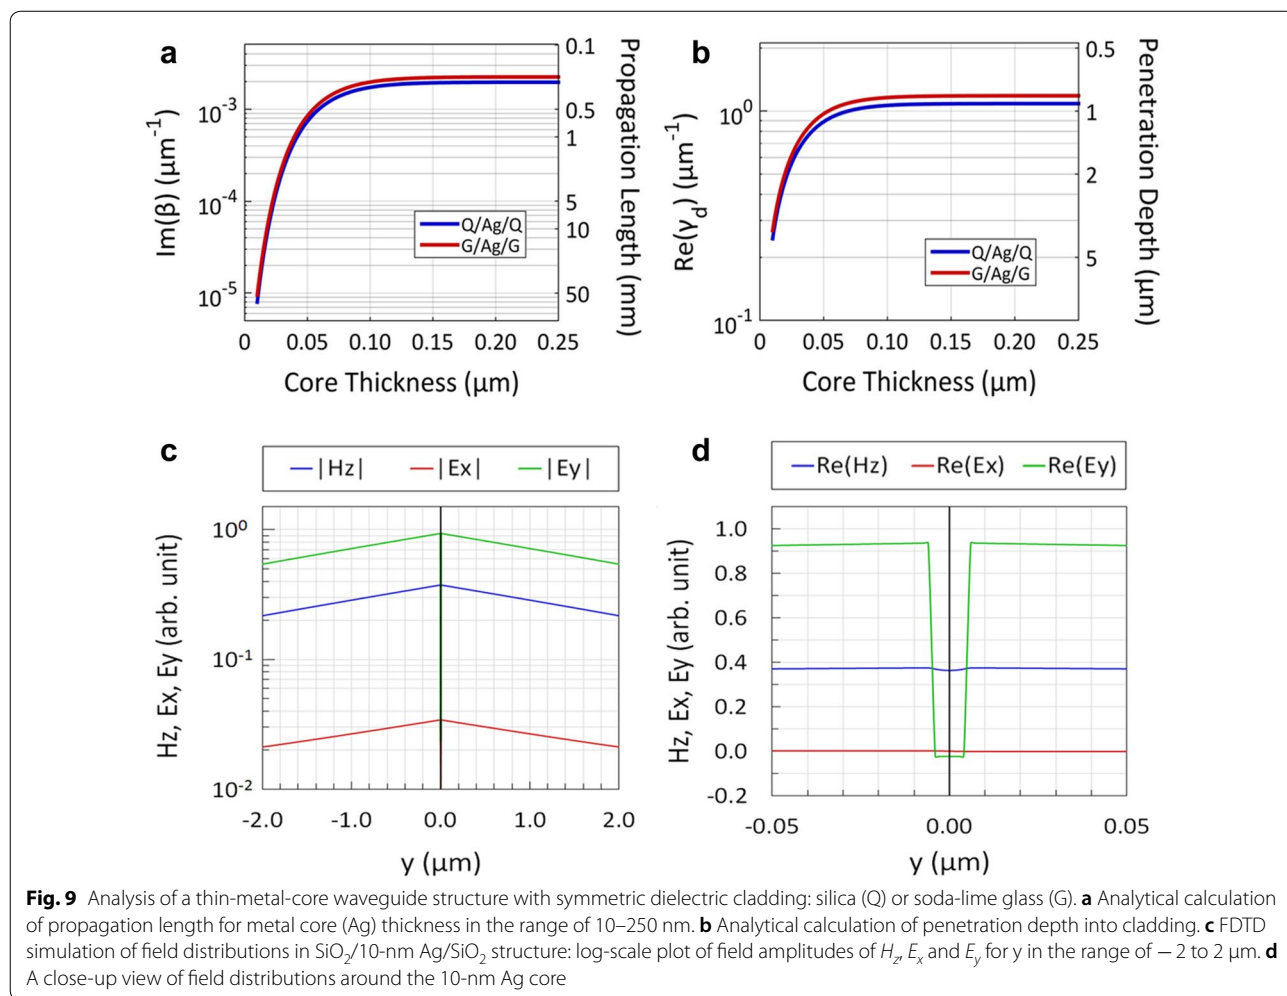 a
Im(β) (µm⁻¹)
10⁻³
10⁻⁴
10⁻⁵
0.1
0.5
1
5
10
50
Propagation Length (mm)
Q/Ag/Q
G/Ag/G
0
0.05
0.10
0.15
0.20
0.25
Core Thickness (µm)
b
Re(γd) (µm⁻¹)
10⁰
10⁻¹
0.5
1
2
5
Penetration Depth (µm)
Q/Ag/Q
G/Ag/G
0
0.05
0.10
0.15
0.20
0.25
Core Thickness (µm)
c
|Hz|
|Ex|
|Ey|
Hz, Ex, Ey (arb. unit)
10⁰
10⁻¹
10⁻²
-2.0
-1.0
0.0
1.0
2.0
y (µm)
d
Re(Hz)
Re(Ex)
Re(Ey)
Hz, Ex, Ey (arb. unit)
1.0
0.8
0.6
0.4
0.2
0.0
-0.2
-0.05
0.00
0.05
y (µm)
Fig. 9 Analysis of a thin-metal-core waveguide structure with symmetric dielectric cladding: silica (Q) or soda-lime glass (G). a Analytical calculation
of propagation length for metal core (Ag) thickness in the range of 10–250 nm. b Analytical calculation of penetration depth into cladding. c FDTD
simulation of field distributions in SiO₂/10-nm Ag/SiO₂ structure: log-scale plot of field amplitudes of Hz, Ex and Ey for y in the range of − 2 to 2 µm. d
A close-up view of field distributions around the 10-nm Ag core